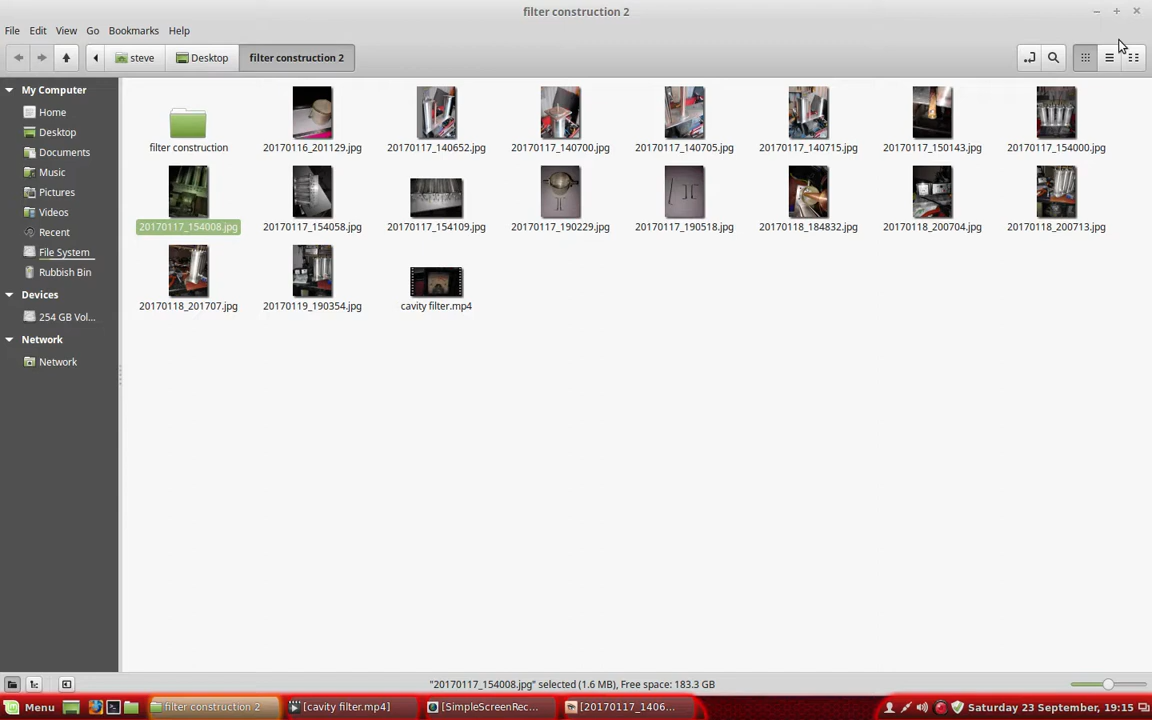 filter construction 2
File Edit View Go Bookmarks Help
steve Desktop filter construction 2
My Computer
Home
Desktop
Documents
Music
Pictures
Videos
Recent
File System
Rubbish Bin
Devices
254 GB Vol...
Network
Network
filter construction 20170116_201129.jpg 20170117_140652.jpg 20170117_140700.jpg 20170117_140705.jpg 20170117_140715.jpg 20170117_150143.jpg 20170117_154000.jpg
20170117_154008.jpg 20170117_154058.jpg 20170117_154109.jpg 20170117_190229.jpg 20170117_190518.jpg 20170118_184832.jpg 20170118_200704.jpg 20170118_200713.jpg
20170118_201707.jpg 20170119_190354.jpg cavity filter.mp4
"20170117_154008.jpg" selected (1.6 MB), Free space: 183.3 GB
Menu filter construction 2 [cavity filter.mp4] [SimpleScreenRec... [20170117_1406... Saturday 23 September, 19:15